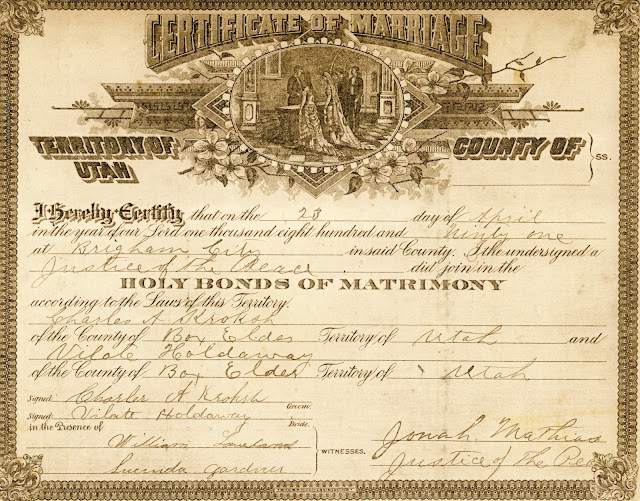 CERTIFICATE OF MARRIAGE
TERRITORY OF UTAH
COUNTY OF
SS.
I Hereby Certify that on the 23 day of April
in the year of our Lord one thousand eight hundred and Ninty one
at Brigham City in said County. I the undersigned a
Justice of the Peace did join in the
HOLY BONDS OF MATRIMONY
according to the Laws of this Territory.
Charles A Krohsh
of the County of Box Elder Territory of Utah and
Vilate Holdaway
of the County of Box Elder Territory of Utah
Signed Charles A Krohsh Groom.
Signed Vilate Holdaway Bride.
in the Presence of
William
Lucinda Gardner
WITNESSES.
Jonah Mathias
Justice of The Pea